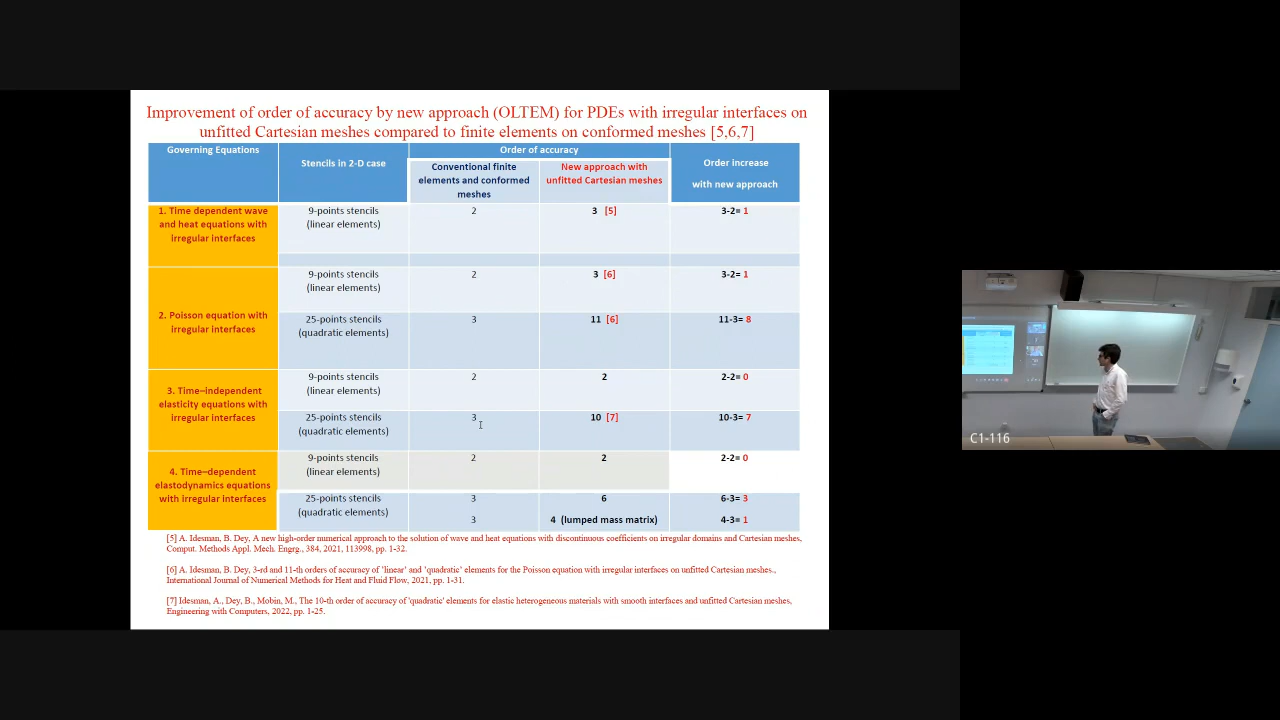 Improvement of order of accuracy by new approach (OLTEM) for PDEs with irregular interfaces on
unfitted Cartesian meshes compared to finite elements on conformed meshes [5,6,7]
Governing Equations
Stencils in 2-D case
Order of accuracy
Order increase
with new approach
Conventional finite
elements and conformed
meshes
New approach with
unfitted Cartesian meshes
1. Time dependent wave
and heat equations with
irregular interfaces
9-points stencils
(linear elements)
2
3 [5]
3-2= 1
2. Poisson equation with
irregular interfaces
9-points stencils
(linear elements)
2
3 [6]
3-2= 1
25-points stencils
(quadratic elements)
3
11 [6]
11-3= 8
3. Time–independent
elasticity equations with
irregular interfaces
9-points stencils
(linear elements)
2
2
2-2= 0
25-points stencils
(quadratic elements)
3
10 [7]
10-3= 7
4. Time–dependent
elastodynamics equations
with irregular interfaces
9-points stencils
(linear elements)
2
2
2-2= 0
25-points stencils
(quadratic elements)
3
6
6-3= 3
3
4 (lumped mass matrix)
4-3= 1
[5] A. Idesman, B. Dey, A new high-order numerical approach to the solution of wave and heat equations with discontinuous coefficients on irregular domains and Cartesian meshes,
Comput. Methods Appl. Mech. Engrg., 384, 2021, 113998, pp. 1-32.
[6] A. Idesman, B. Dey, 3-rd and 11-th orders of accuracy of 'linear' and 'quadratic' elements for the Poisson equation with irregular interfaces on unfitted Cartesian meshes.,
International Journal of Numerical Methods for Heat and Fluid Flow, 2021, pp. 1-31.
[7] Idesman, A., Dey, B., Mobin, M., The 10-th order of accuracy of 'quadratic' elements for elastic heterogeneous materials with smooth interfaces and unfitted Cartesian meshes,
Engineering with Computers, 2022, pp. 1-25.
C1-116